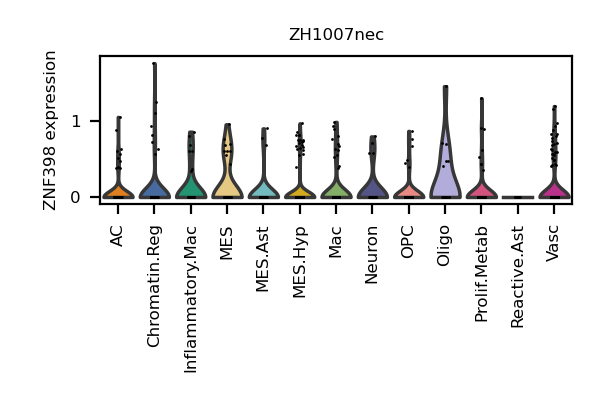 ZH1007nec
ZNF398 expression
1
0
AC
Chromatin.Reg
Inflammatory.Mac
MES
MES.Ast
MES.Hyp
Mac
Neuron
OPC
Oligo
Prolif.Metab
Reactive.Ast
Vasc